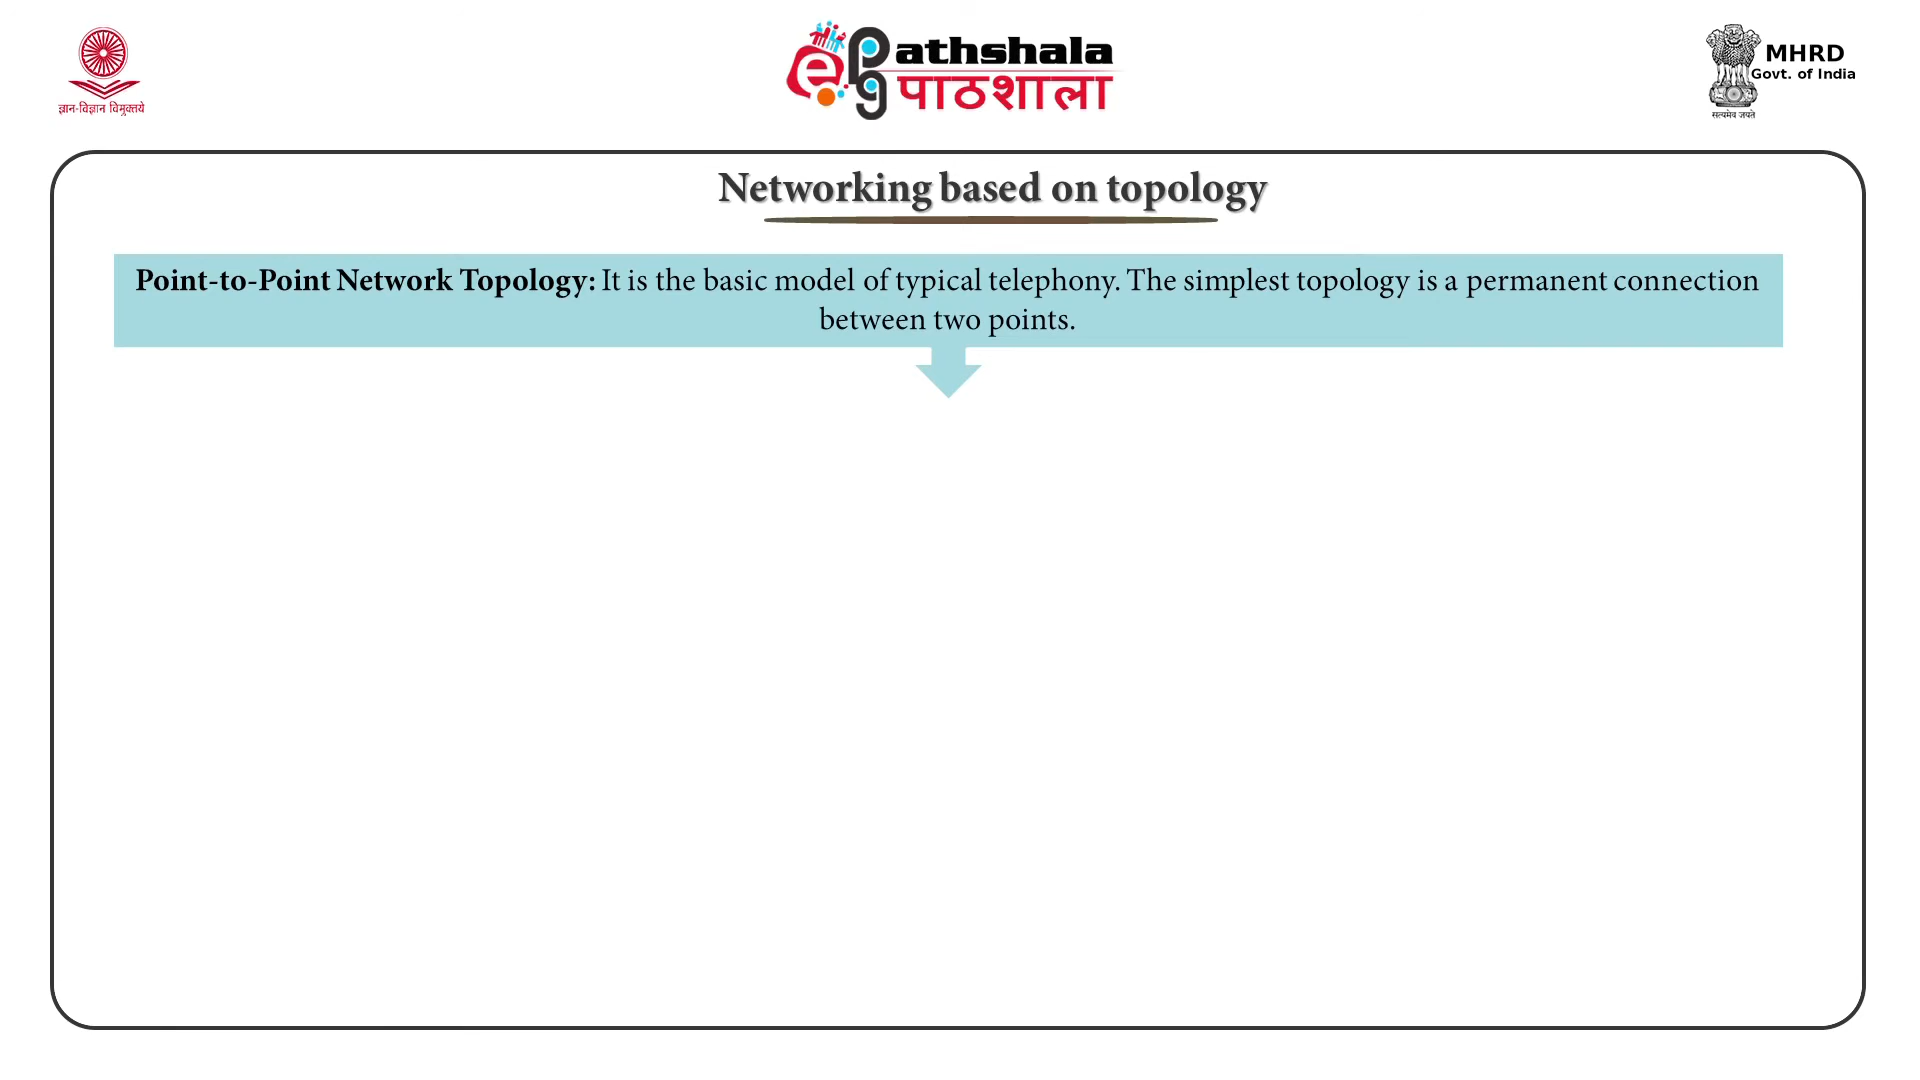 ज्ञान-विज्ञान विमुक्तये
e PG athshala
पाठशाला
MHRD
Govt. of India
सत्यमेव जयते
Networking based on topology
Point-to-Point Network Topology: It is the basic model of typical telephony. The simplest topology is a permanent connection
between two points.